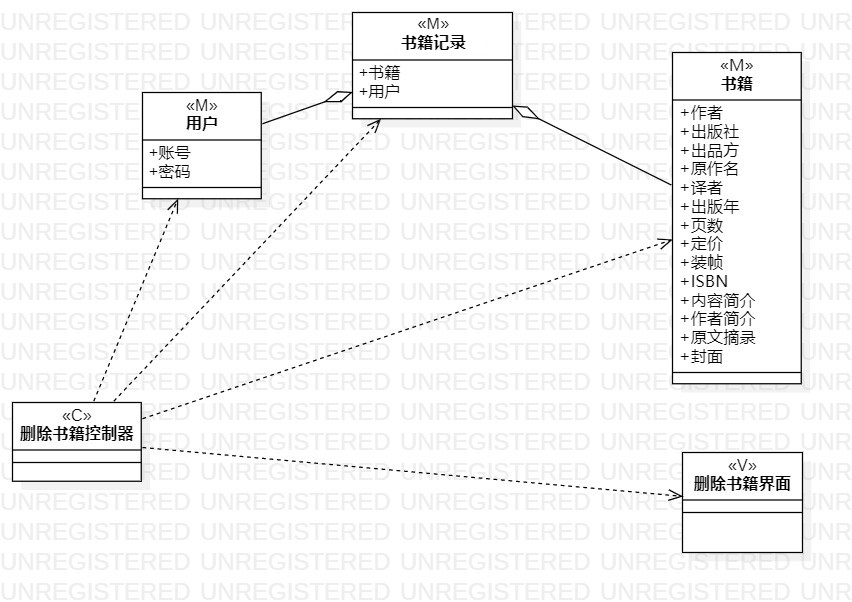 «M»
书籍记录
+书籍
+用户
«M»
用户
+账号
+密码
«M»
书籍
+作者
+出版社
+出品方
+原作名
+译者
+出版年
+页数
+定价
+装帧
+ISBN
+内容简介
+作者简介
+原文摘录
+封面
«C»
删除书籍控制器
«V»
删除书籍界面
UNREGISTERED UNREGISTERED UNREGISTERED UNREGISTERED UNR